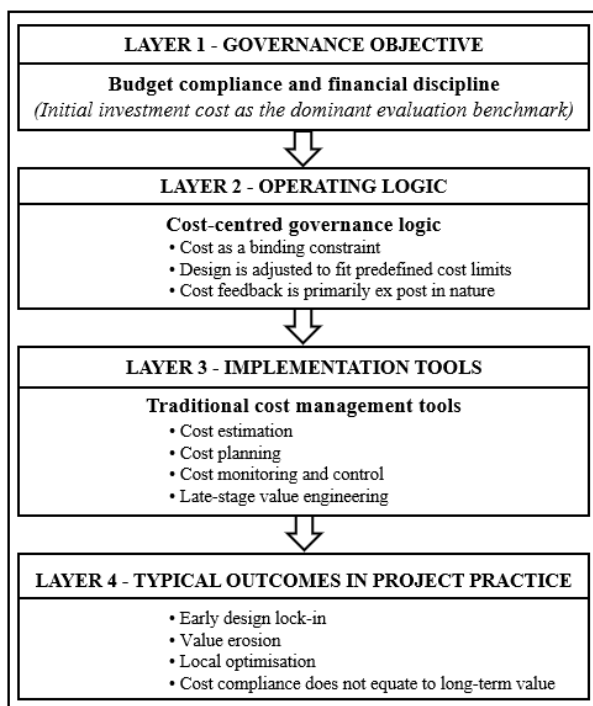 LAYER 1 - GOVERNANCE OBJECTIVE
Budget compliance and financial discipline
(Initial investment cost as the dominant evaluation benchmark)
LAYER 2 - OPERATING LOGIC
Cost-centred governance logic
• Cost as a binding constraint
• Design is adjusted to fit predefined cost limits
• Cost feedback is primarily ex post in nature
LAYER 3 - IMPLEMENTATION TOOLS
Traditional cost management tools
• Cost estimation
• Cost planning
• Cost monitoring and control
• Late-stage value engineering
LAYER 4 - TYPICAL OUTCOMES IN PROJECT PRACTICE
• Early design lock-in
• Value erosion
• Local optimisation
• Cost compliance does not equate to long-term value